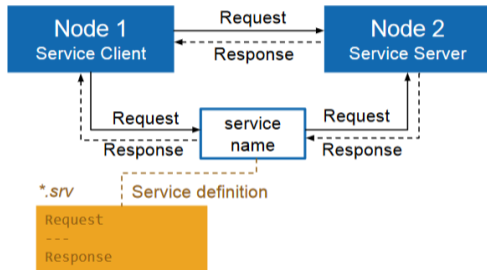 Node 1
Service Client
Request
Response
Node 2
Service Server
Request
Response
service
name
Request
Response
*.srv
Service definition
Request
---
Response